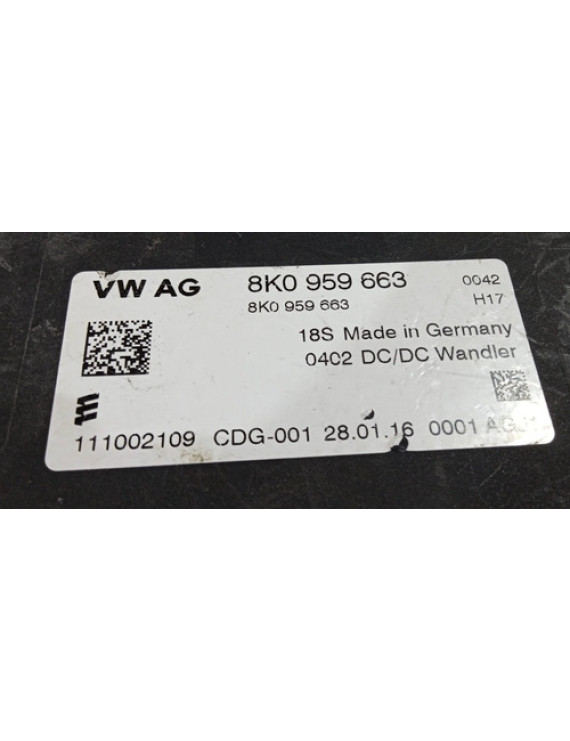 VW AG 8K0 959 663 0042
8K0 959 663 H17
18S Made in Germany
0402 DC/DC Wandler
111002109 CDG-001 28.01.16 0001 AG